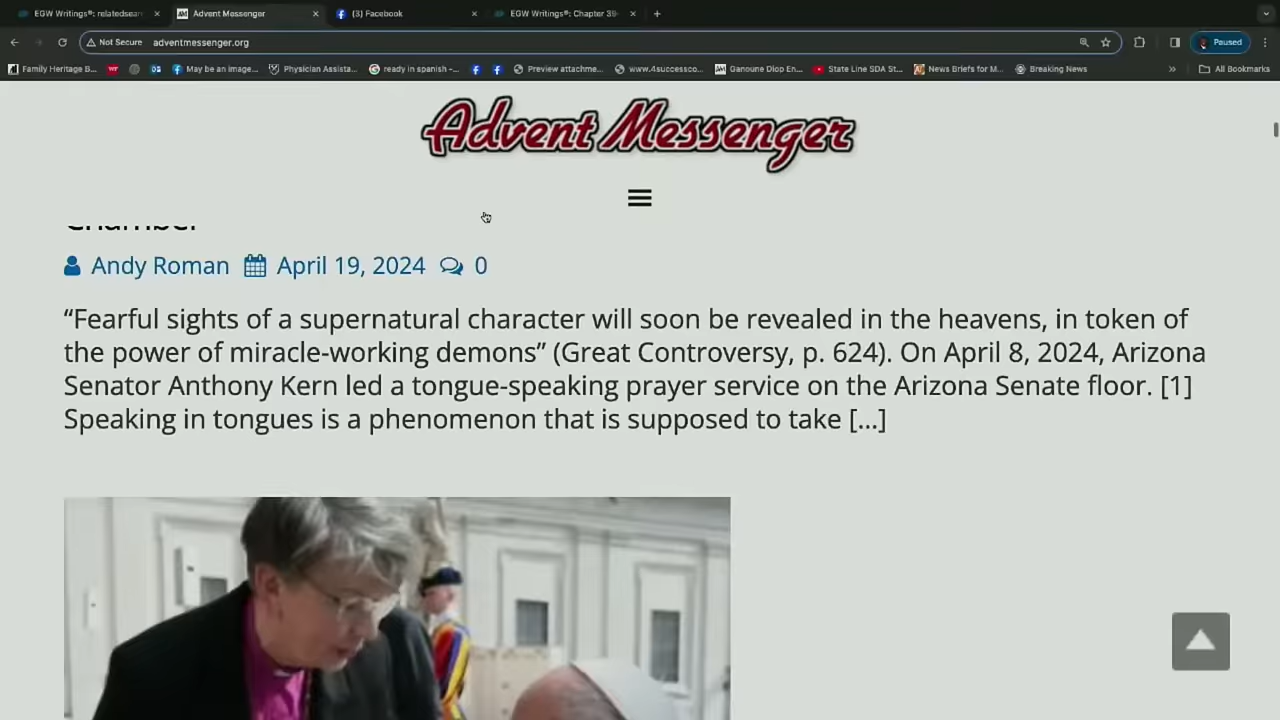 EGW Writings®: relatedsear
Advent Messenger
(3) Facebook
EGW Writings®: Chapter 39
Not Secure
adventmessenger.org
Paused
Family Heritage B...
May be an image...
Physician Assista...
ready in spanish -...
Preview attachme...
www.4successco...
Ganoune Diop En...
State Line SDA St...
News Briefs for M...
Breaking News
All Bookmarks
Advent Messenger
Chamber
Andy Roman April 19, 2024 0
“Fearful sights of a supernatural character will soon be revealed in the heavens, in token of
the power of miracle-working demons” (Great Controversy, p. 624). On April 8, 2024, Arizona
Senator Anthony Kern led a tongue-speaking prayer service on the Arizona Senate floor. [1]
Speaking in tongues is a phenomenon that is supposed to take [...]